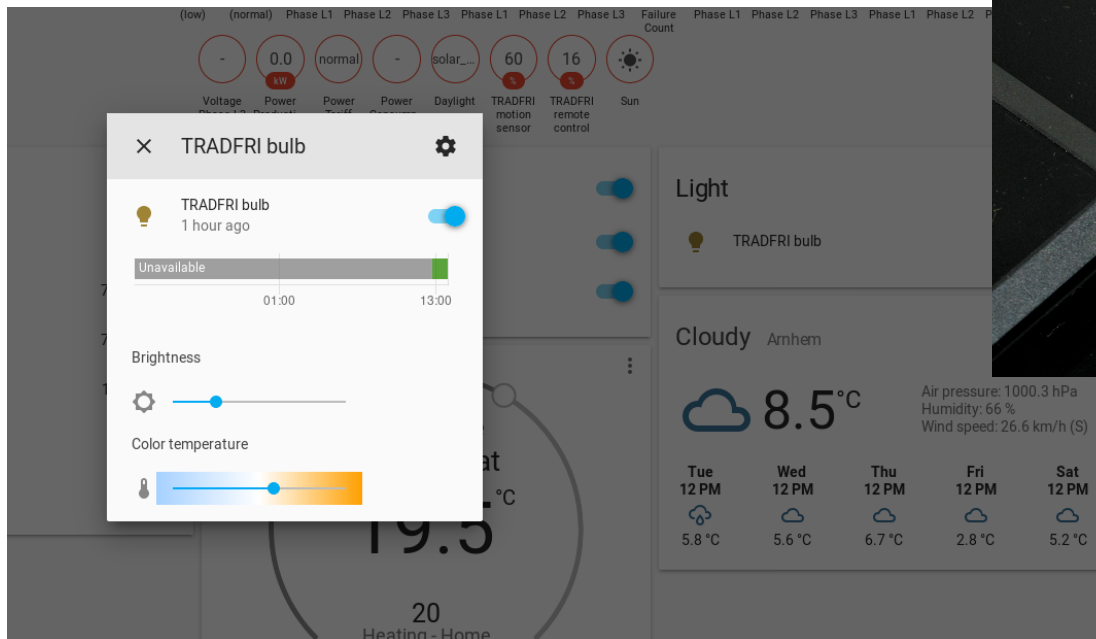 (low) (normal) Phase L1 Phase L2 Phase L3 Phase L1 Phase L2 Phase L3 Failure Phase L1 Phase L2 Phase L3 Phase L1 Phase L2
Count
- 0.0 normal - solar_... 60 16
kW % %
Voltage Power Power Power Daylight TRADFRI TRADFRI Sun
motion remote
sensor control
TRADFRI bulb
TRADFRI bulb
1 hour ago
Unavailable
01:00 13:00
Brightness
Color temperature
Light
TRADFRI bulb
Cloudy Arnhem
8.5 °C
Air pressure: 1000.3 hPa
Humidity: 66 %
Wind speed: 26.6 km/h (S)
Tue Wed Thu Fri Sat
12 PM 12 PM 12 PM 12 PM 12 PM
5.8 °C 5.6 °C 6.7 °C 2.8 °C 5.2 °C
19.5 °C
20
Heating - Home